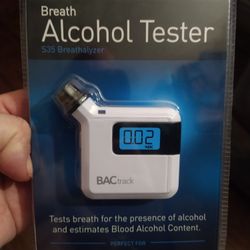 Breath
Alcohol Tester
S35 Breathalyzer
0.02
%BAC
BACtrack
Tests breath for the presence of alcohol
and estimates Blood Alcohol Content.
PERFECT FOR